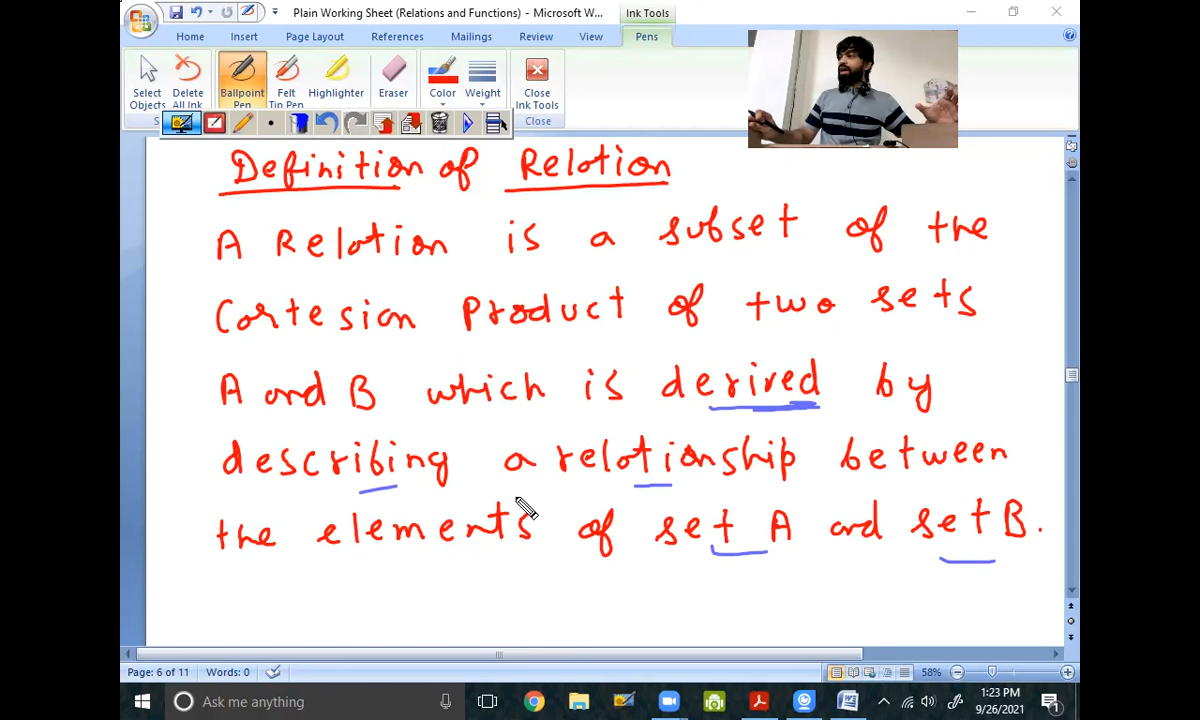 Plain Working Sheet (Relations and Functions) - Microsoft W...
Ink Tools
Home Insert Page Layout References Mailings Review View Pens
Select Objects
Delete All Ink
Ballpoint Pen
Felt Tip Pen
Highlighter
Eraser
Color
Weight
Close Ink Tools
Close
Definition of Relation
A Relation is a subset of the
Cartesian Product of two sets
A and B which is derived by
describing a relationship between
the elements of set A and set B.
Page: 6 of 11 Words: 0 58%
Ask me anything
1:23 PM
9/26/2021
1